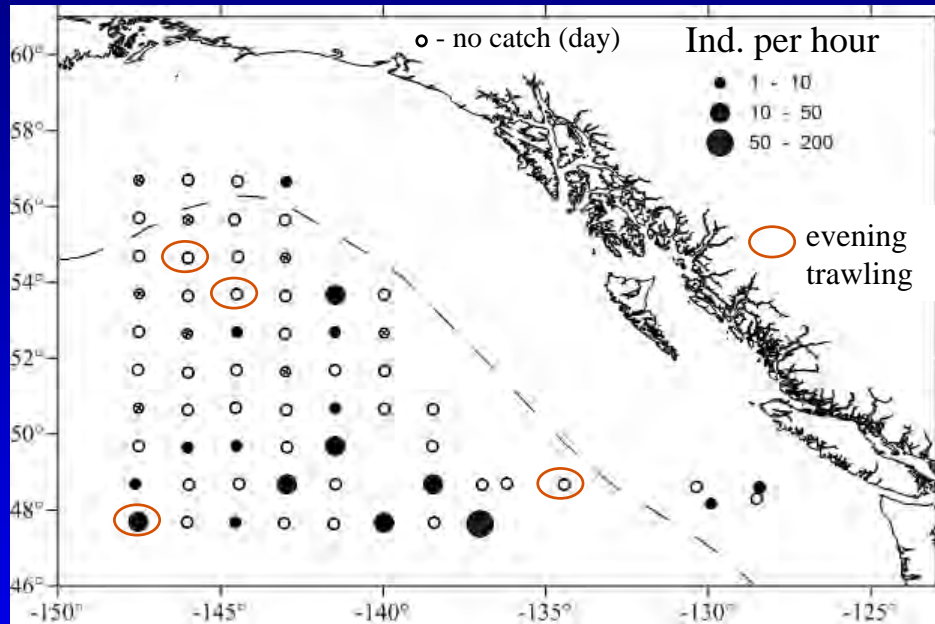 o - no catch (day)
Ind. per hour
1 - 10
10 - 50
50 - 200
evening
trawling
60°
58°
56°
54°
52°
50°
48°
46°
-150°
-145°
-140°
-135°
-130°
-125°